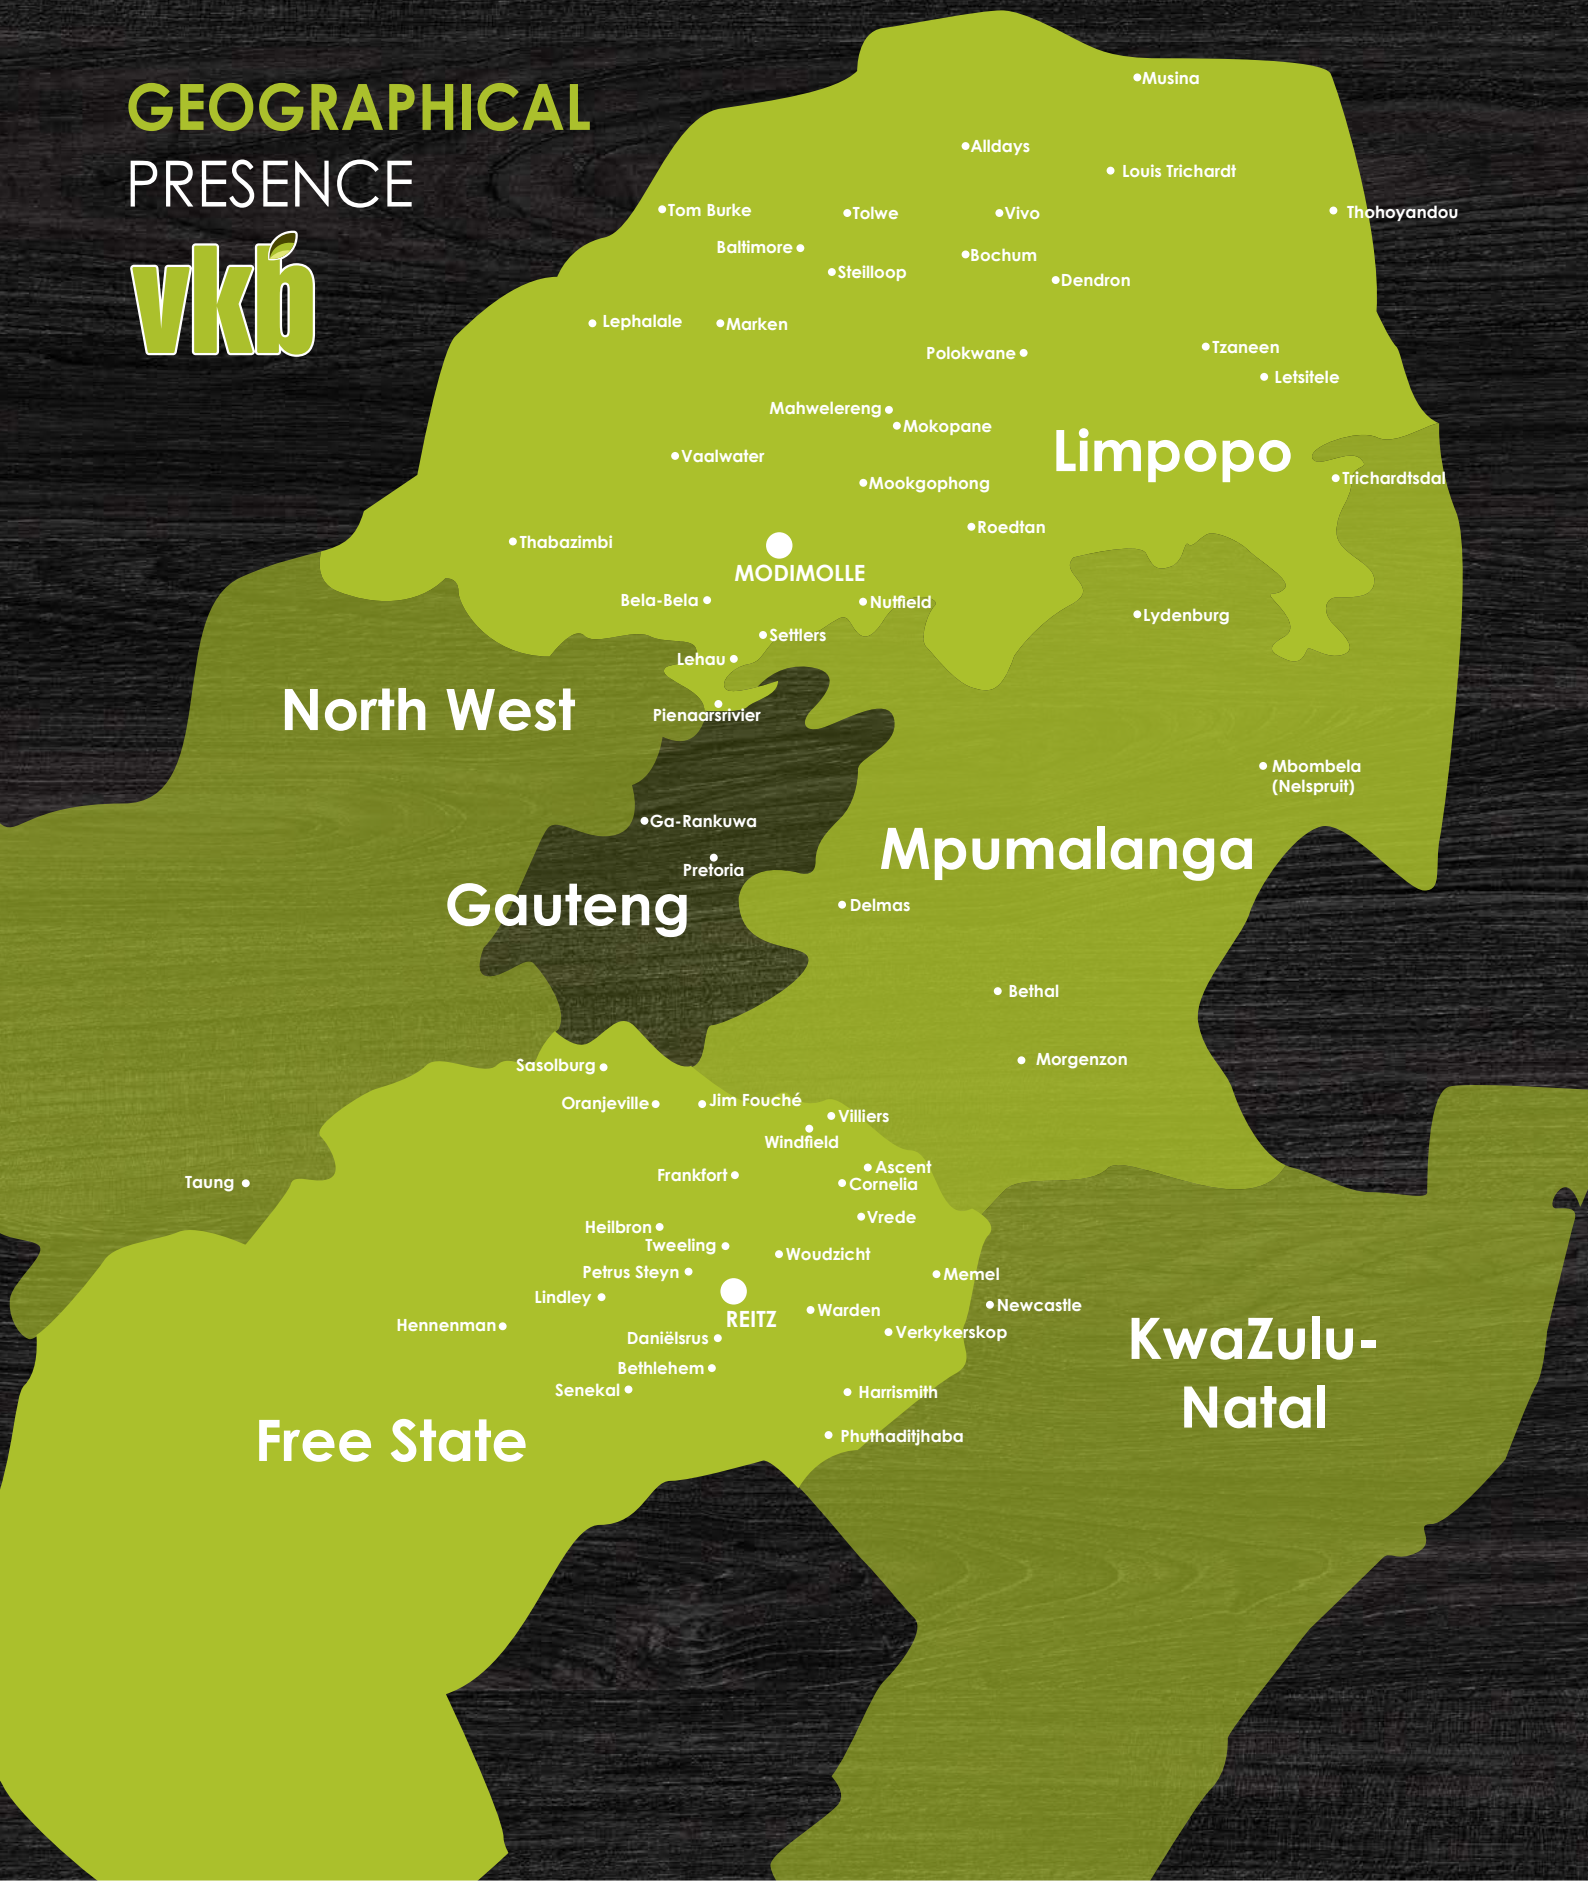 GEOGRAPHICAL
PRESENCE
vkb
Musina
Alldays
Louis Trichardt
Tom Burke
Tolwe
Vivo
Thohoyandou
Baltimore
Bochum
Steilloop
Dendron
Lephalale
Marken
Polokwane
Tzaneen
Letsitele
Mahwelereng
Mokopane
Limpopo
Vaalwater
Trichardtsdal
Mookgophong
Roedtan
Thabazimbi
MODIMOLLE
Bela-Bela
Nutfield
Lydenburg
Settlers
Lehau
North West
Pienaarsrivier
Mbombela
(Nelspruit)
Ga-Rankuwa
Mpumalanga
Pretoria
Gauteng
Delmas
Bethal
Morgenzon
Sasolburg
Oranjeville
Jim Fouché
Villiers
Windfield
Ascent
Frankfort
Taung
Cornelia
Vrede
Heilbron
Tweeling
Woudzicht
Petrus Steyn
Memel
Lindley
Newcastle
Warden
REITZ
Hennenman
Verkykerskop
Daniëlsrus
KwaZulu-
Natal
Bethlehem
Senekal
Harrismith
Free State
Phuthaditjhaba